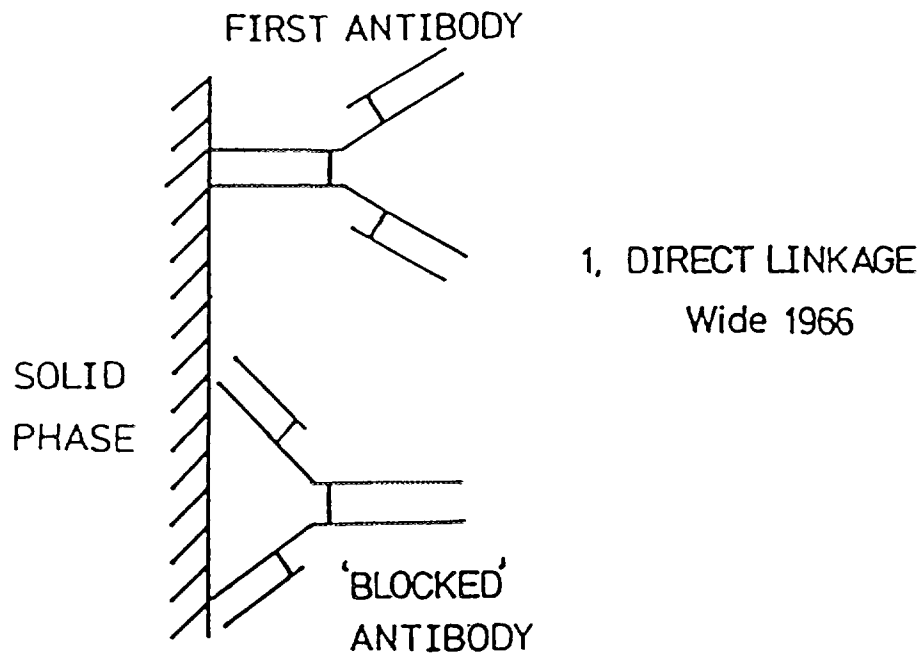 FIRST ANTIBODY
1, DIRECT LINKAGE
Wide 1966
SOLID
PHASE
'BLOCKED'
ANTIBODY